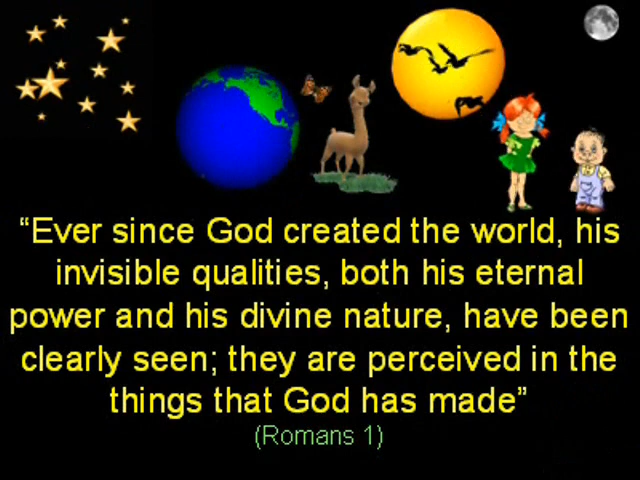 “Ever since God created the world, his
invisible qualities, both his eternal
power and his divine nature, have been
clearly seen; they are perceived in the
things that God has made”
(Romans 1)